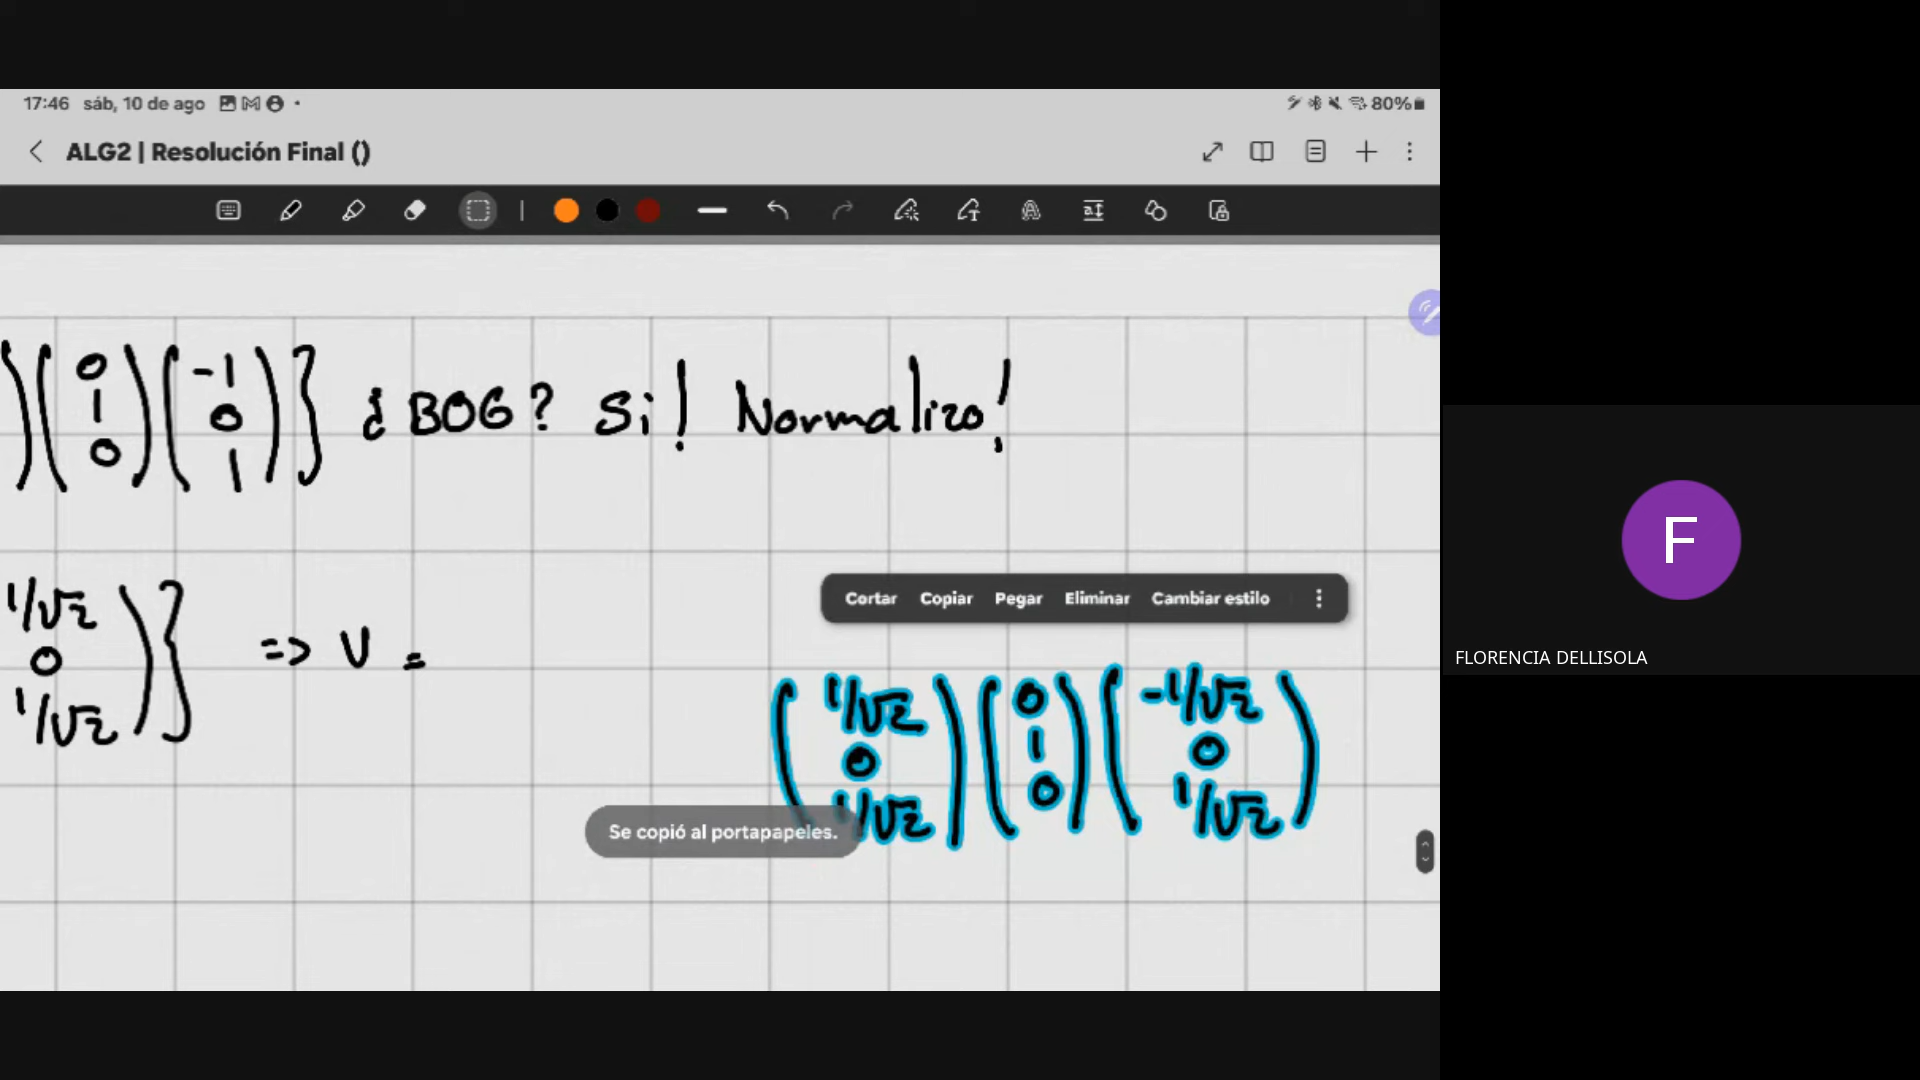 17:46 sáb, 10 de ago
80%
ALG2 | Resolución Final ()
) ( 0 1 0 ) ( -1 0 1 ) } ¿BOG? Si! Normalizo!
Cortar Copiar Pegar Eliminar Cambiar estilo
1/√2 0 1/√2 ) } => V =
( 1/√2 0 1/√2 ) ( 0 1 0 ) ( -1/√2 0 1/√2 )
Se copió al portapapeles.
F
FLORENCIA DELLISOLA